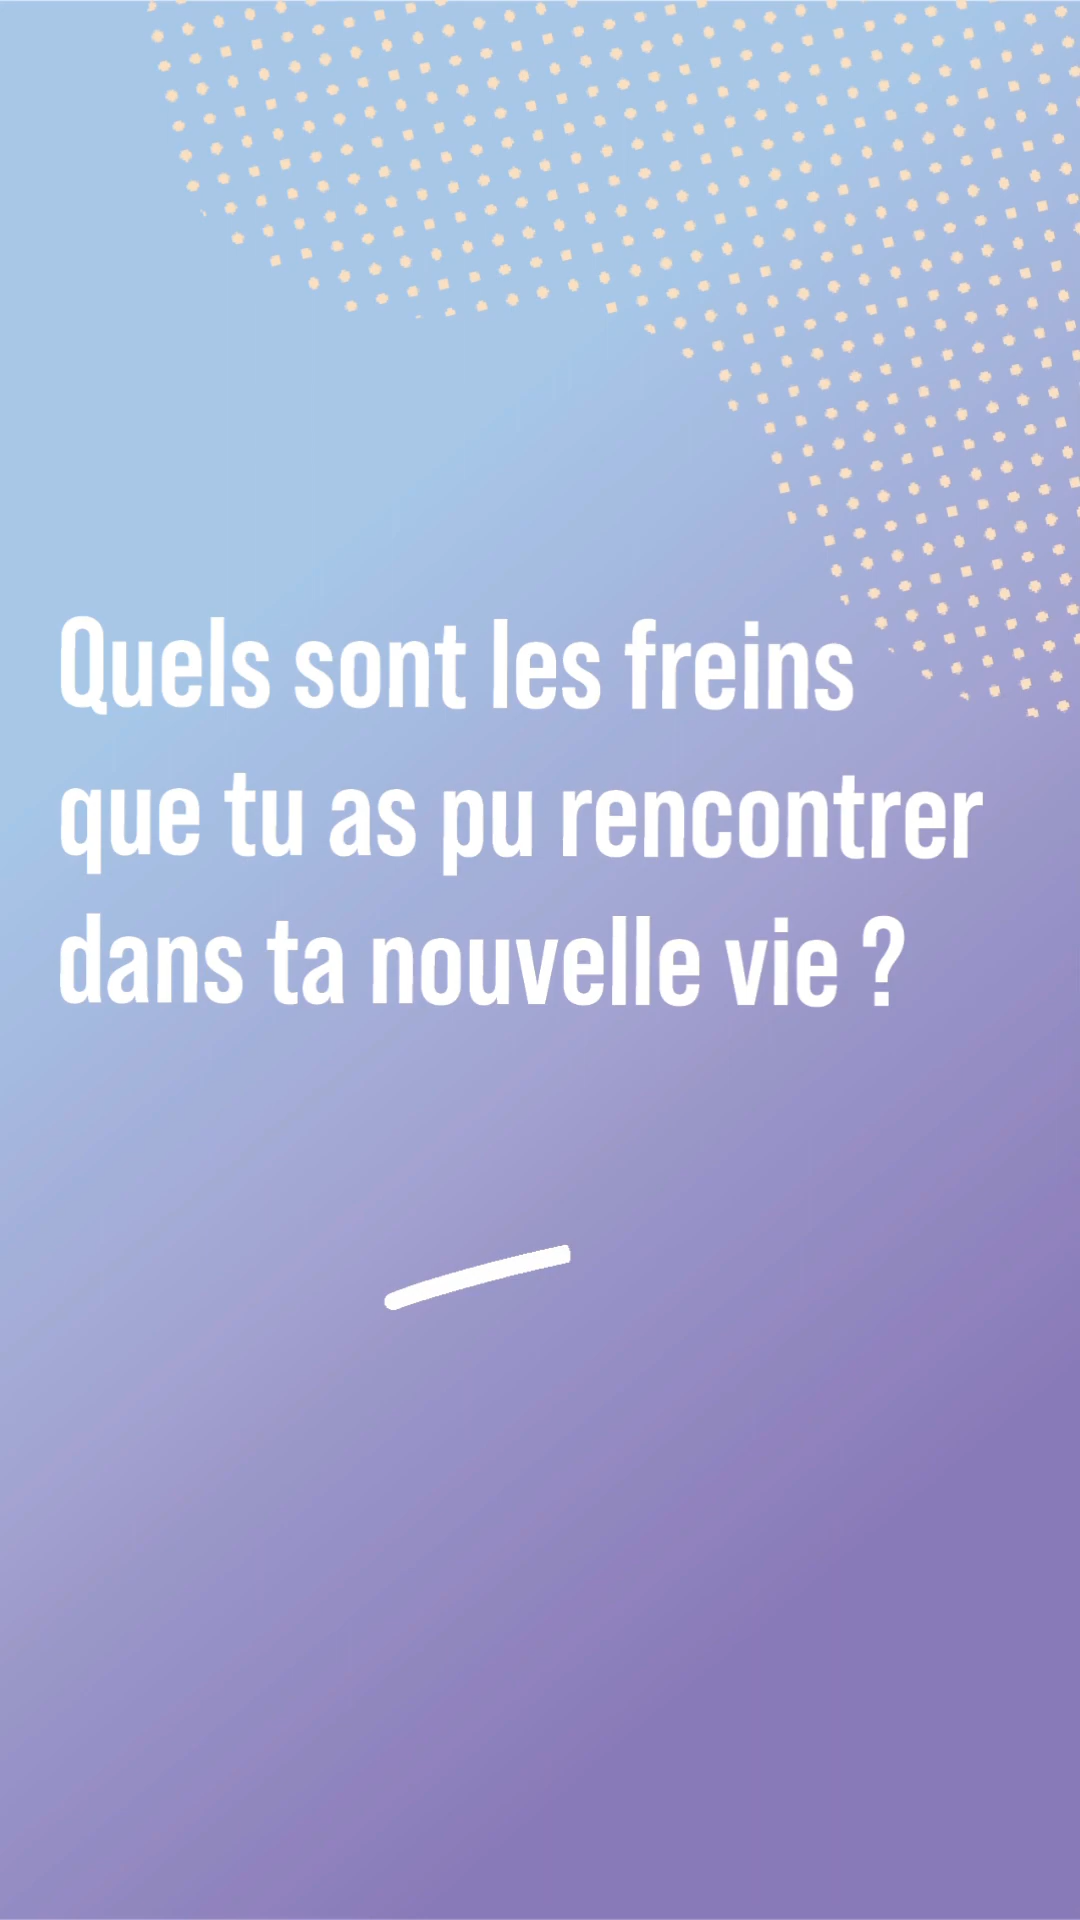 Quels sont les freins
que tu as pu rencontrer
dans ta nouvelle vie ?